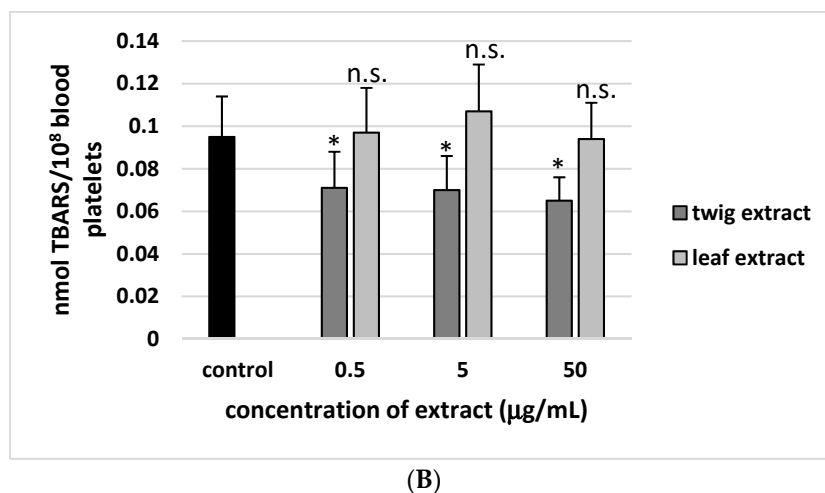 nmol TBARS/10⁸ blood
platelets
0.14
0.12
0.1
0.08
0.06
0.04
0.02
0
n.s.
n.s.
n.s.
*
*
*
twig extract
leaf extract
control 0.5 5 50
concentration of extract (µg/mL)
(B)